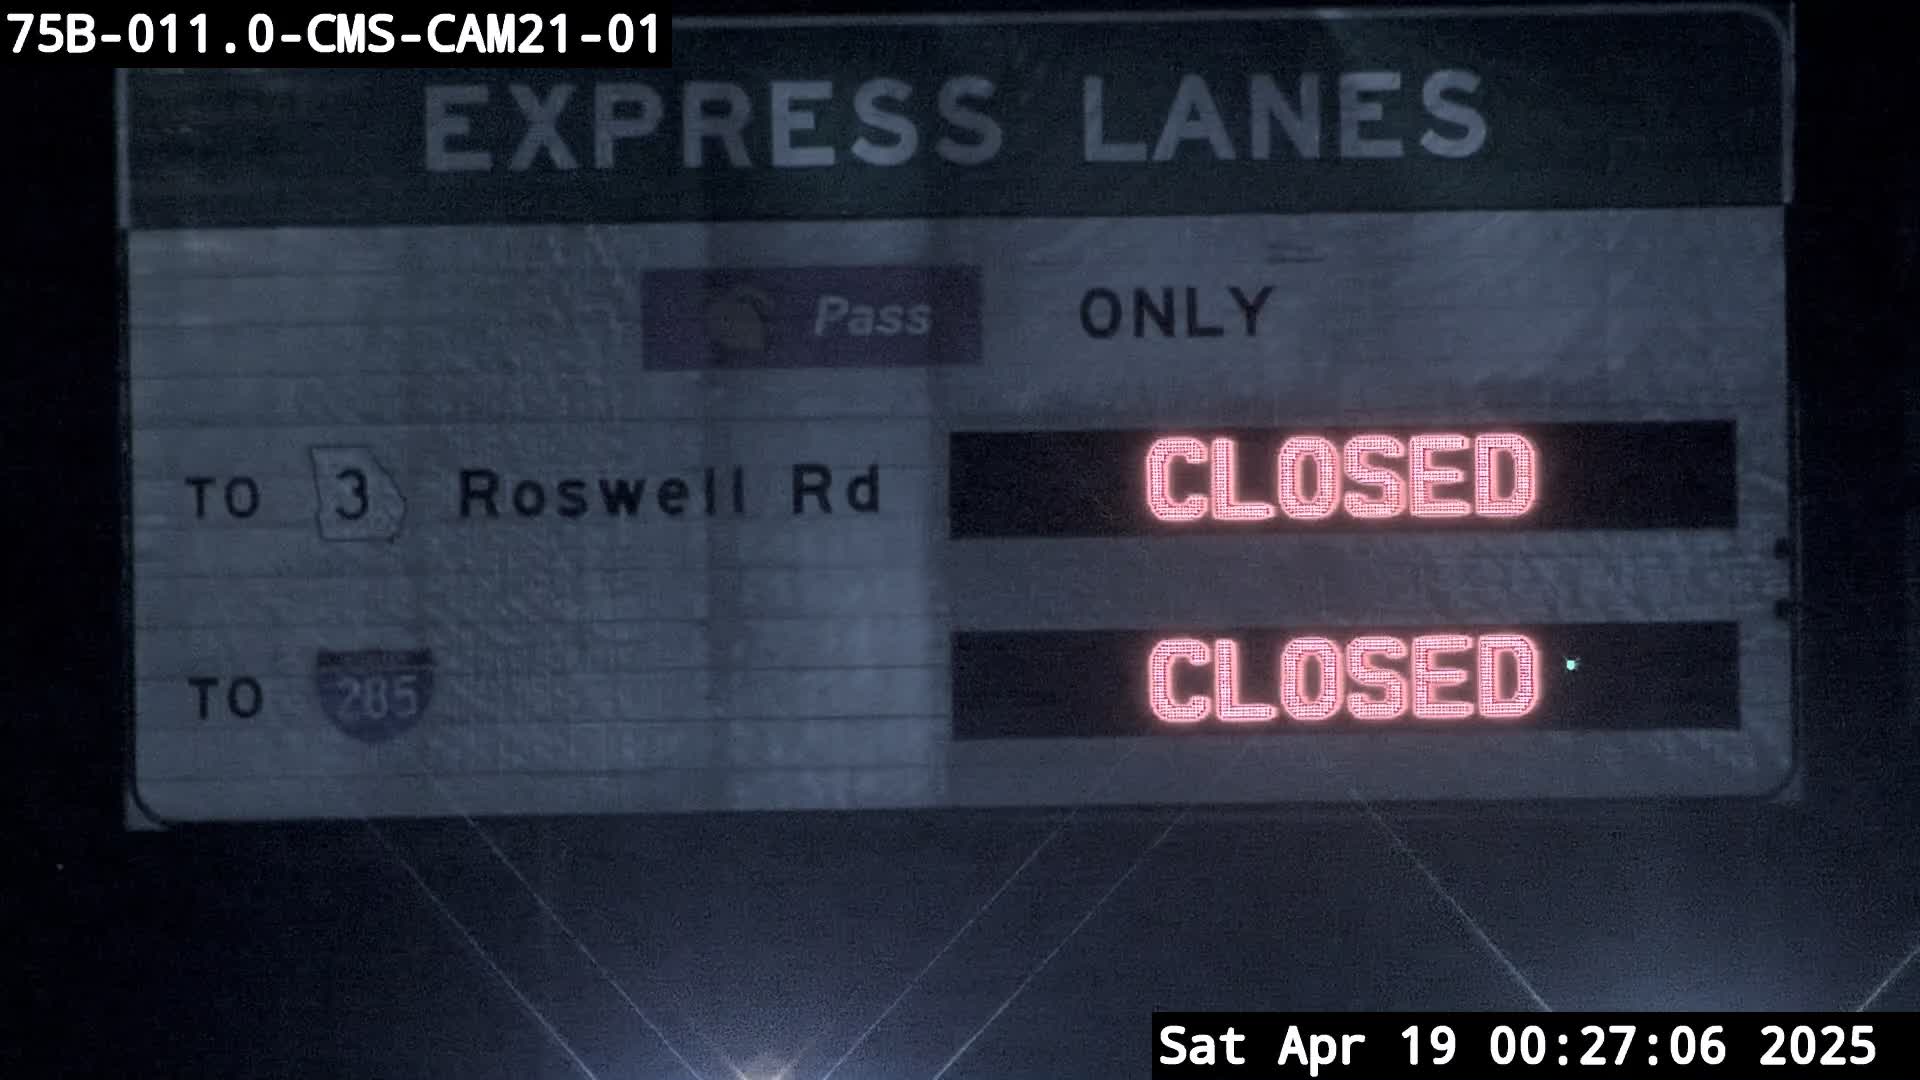 75B-011.0-CMS-CAM21-01
EXPRESS LANES
Pass ONLY
TO 3 Roswell Rd CLOSED
TO 285 CLOSED
Sat Apr 19 00:27:06 2025